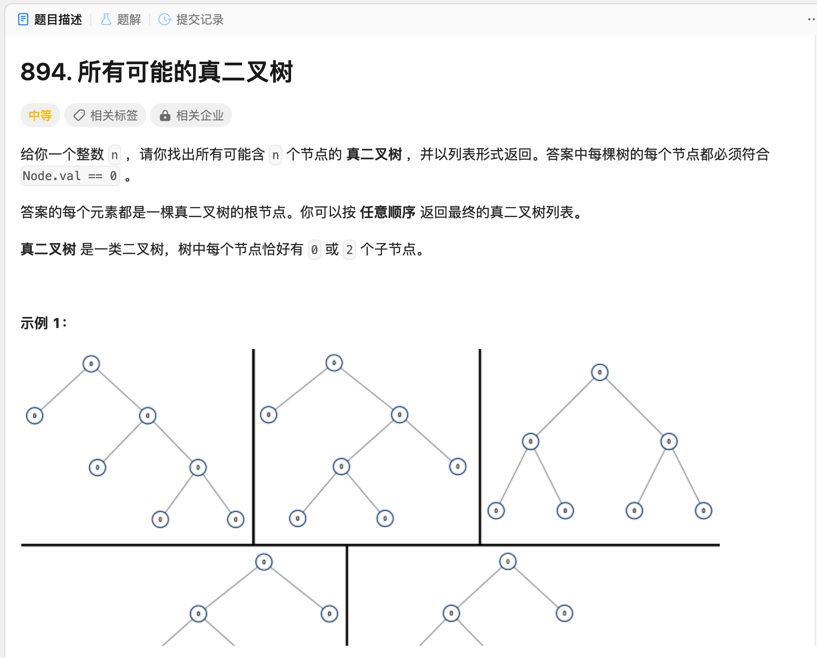 题目描述 题解 提交记录
894. 所有可能的真二叉树
中等 相关标签 相关企业
给你一个整数 n ，请你找出所有可能含 n 个节点的 真二叉树 ，并以列表形式返回。答案中每棵树的每个节点都必须符合
Node.val == 0 。
答案的每个元素都是一棵真二叉树的根节点。你可以按 任意顺序 返回最终的真二叉树列表。
真二叉树 是一类二叉树，树中每个节点恰好有 0 或 2 个子节点。
示例 1：
0 0 0
0 0 0 0 0 0
0 0 0 0 0 0 0 0
0 0 0 0
0 0
0 0 0 0